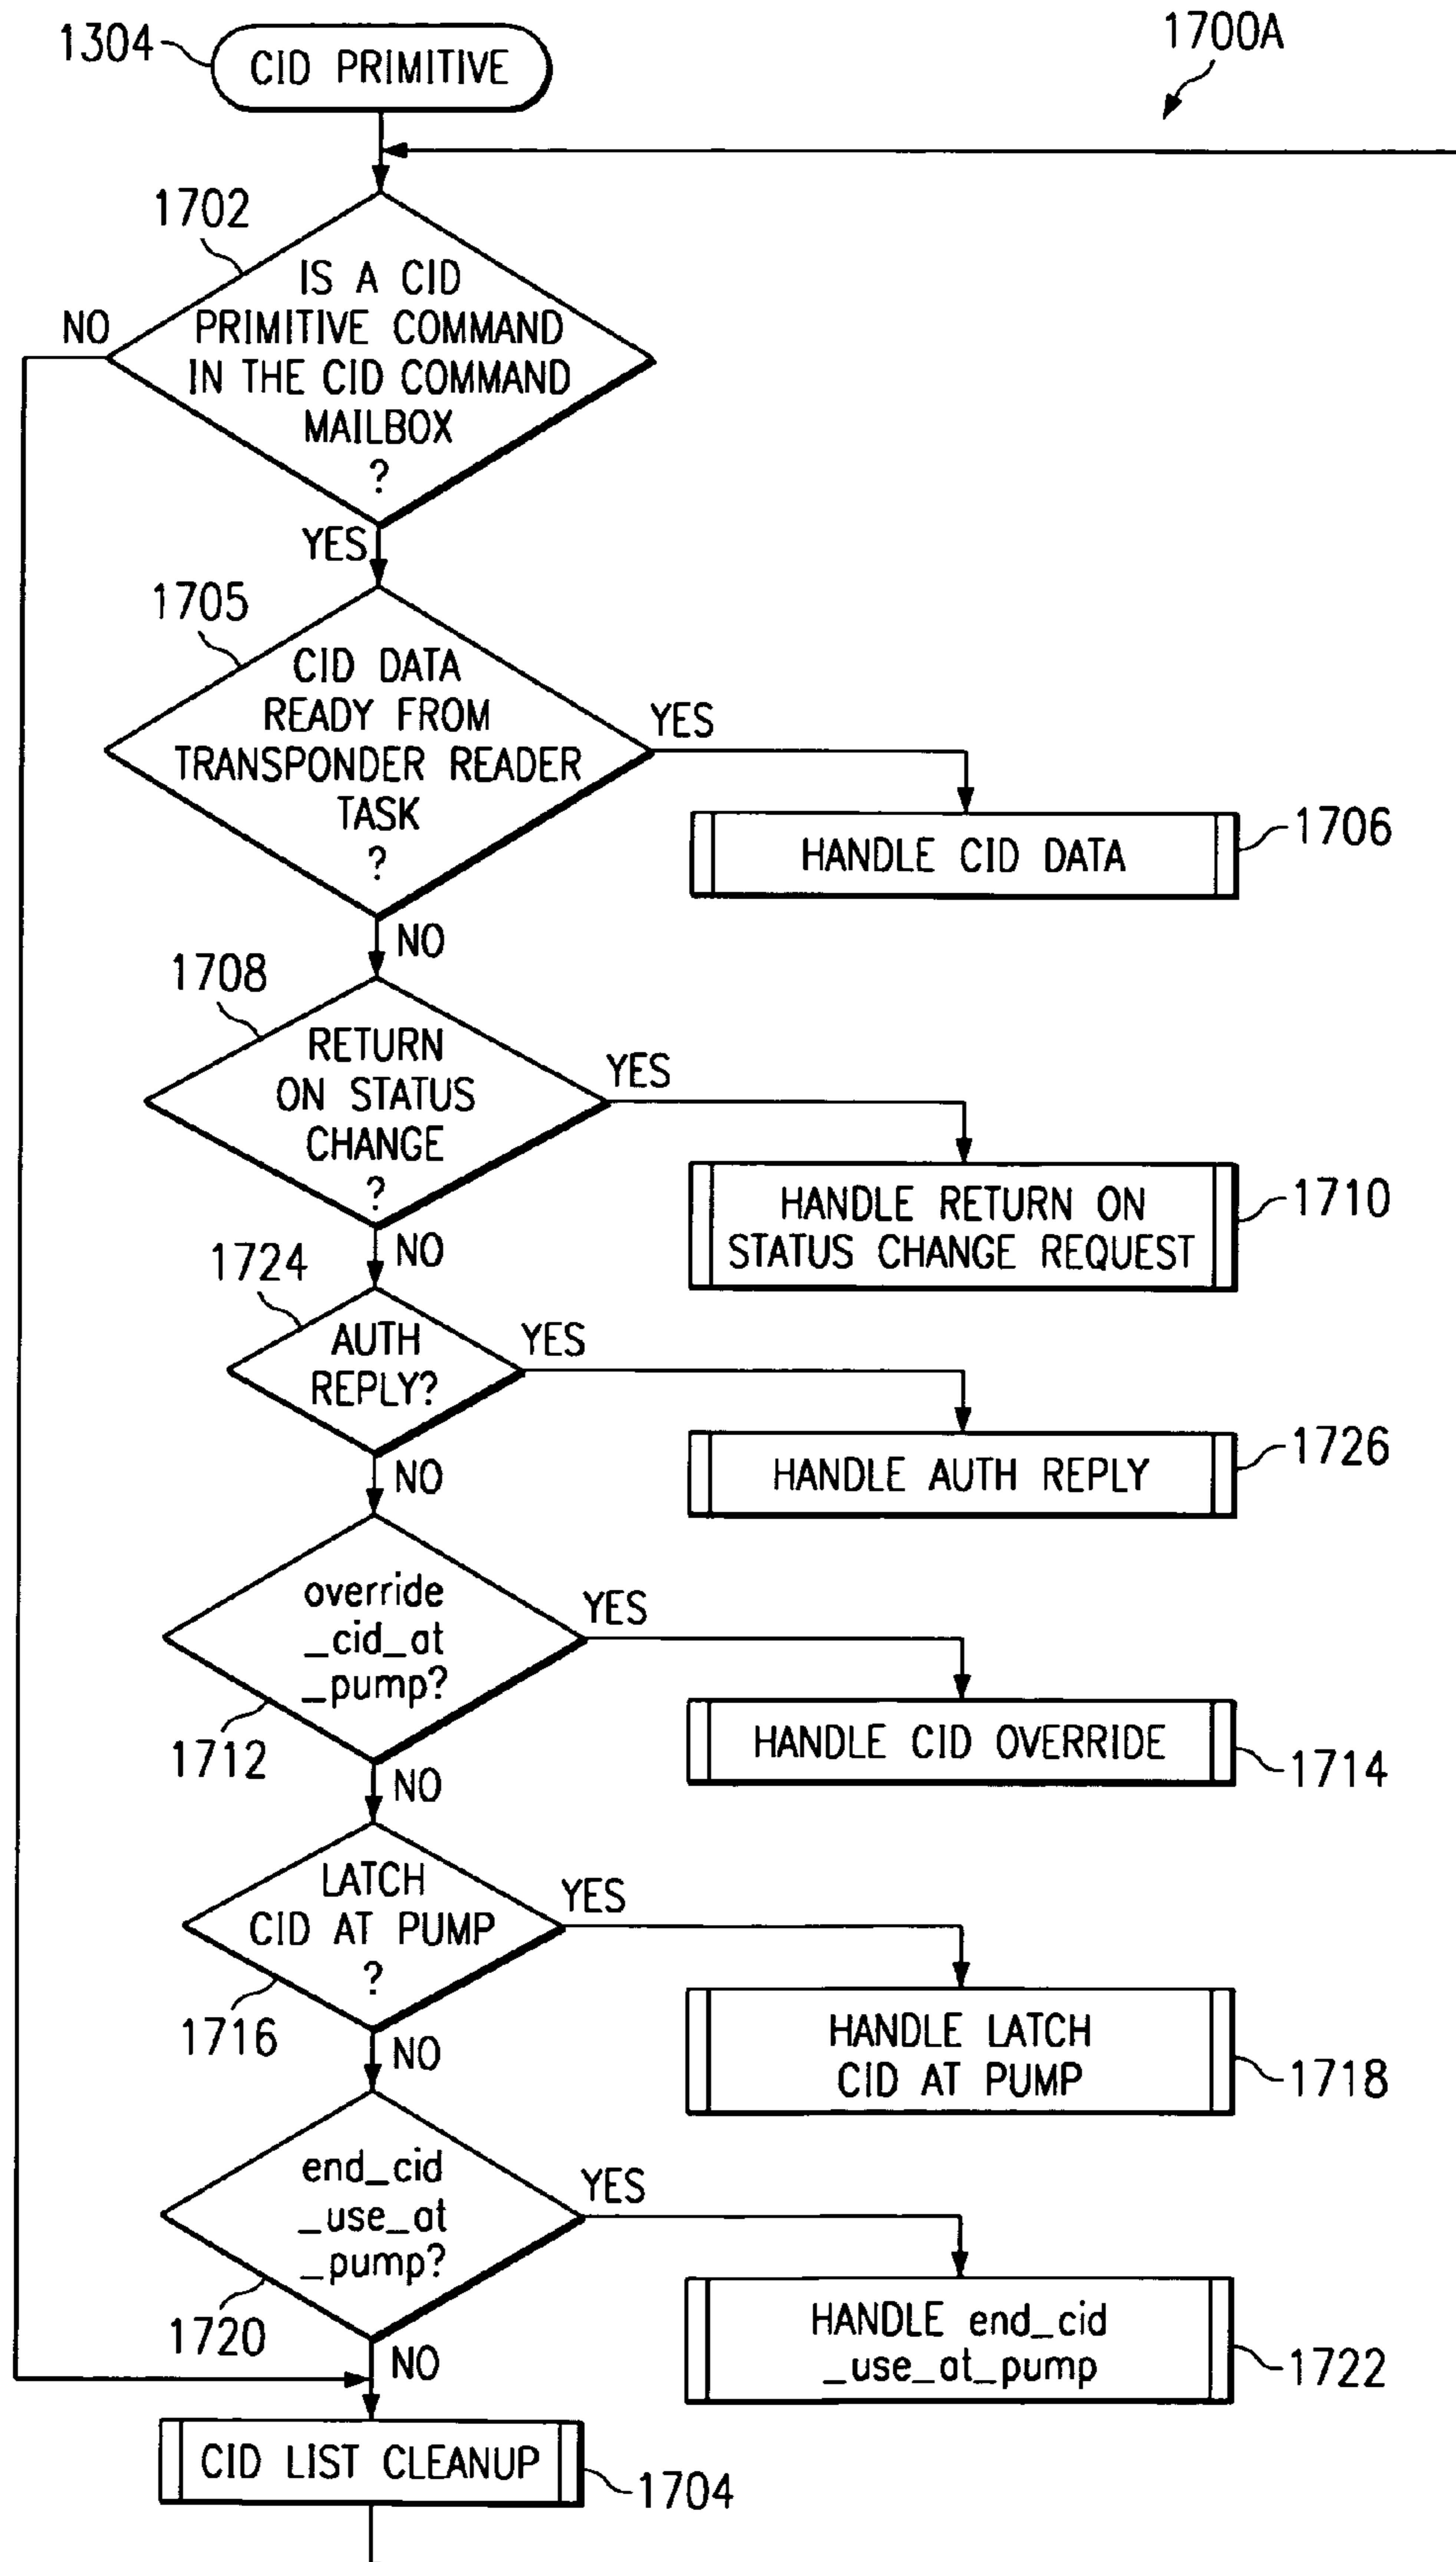 1304
CID PRIMITIVE
1700A
1702
IS A CID
PRIMITIVE COMMAND
IN THE CID COMMAND
MAILBOX
?
NO
YES
1705
CID DATA
READY FROM
TRANSPONDER READER
TASK
?
YES
HANDLE CID DATA
1706
NO
1708
RETURN
ON STATUS
CHANGE
?
YES
HANDLE RETURN ON
STATUS CHANGE REQUEST
1710
NO
1724
AUTH
REPLY?
YES
HANDLE AUTH REPLY
1726
NO
override
_cid_at
_pump?
YES
1712
HANDLE CID OVERRIDE
1714
NO
LATCH
CID AT PUMP
?
YES
1716
HANDLE LATCH
CID AT PUMP
1718
NO
end_cid
_use_at
_pump?
YES
1720
HANDLE end_cid
_use_at_pump
1722
NO
CID LIST CLEANUP
1704